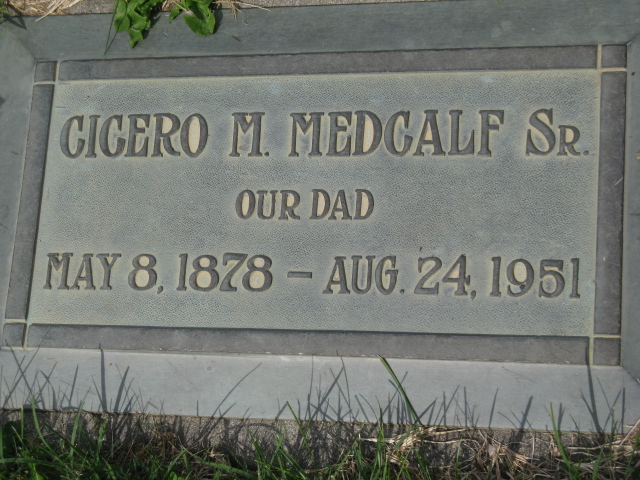 CICERO M. MEDCALF SR.
OUR DAD
MAY 8, 1878 – AUG. 24, 1951